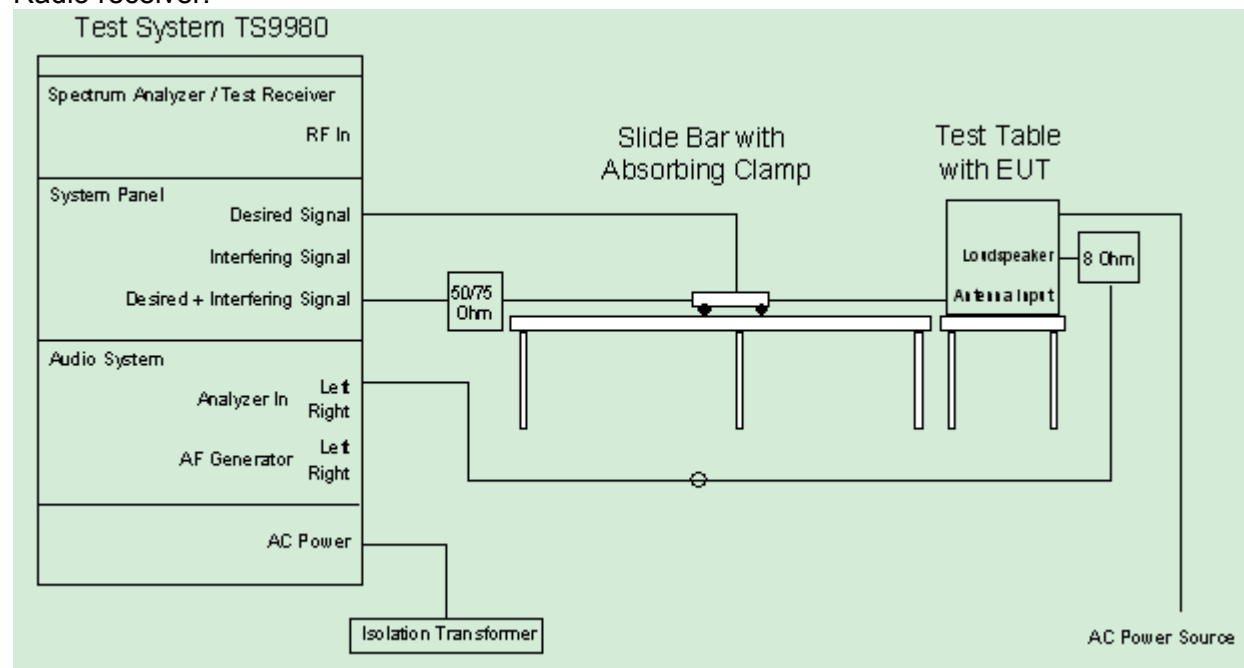 Radio receiver:
Test System TS9980
Spectrum Analyzer / Test Receiver
RF In
System Panel
Desired Signal
Interfering Signal
Desired + Interfering Signal
Audio System
Analyzer In
Left
Right
AF Generator
Left
Right
AC Power
50/75
Ohm
Slide Bar with
Absorbing Clamp
Test Table
with EUT
Loudspeaker
Antenna Input
8 Ohm
Isolation Transformer
AC Power Source